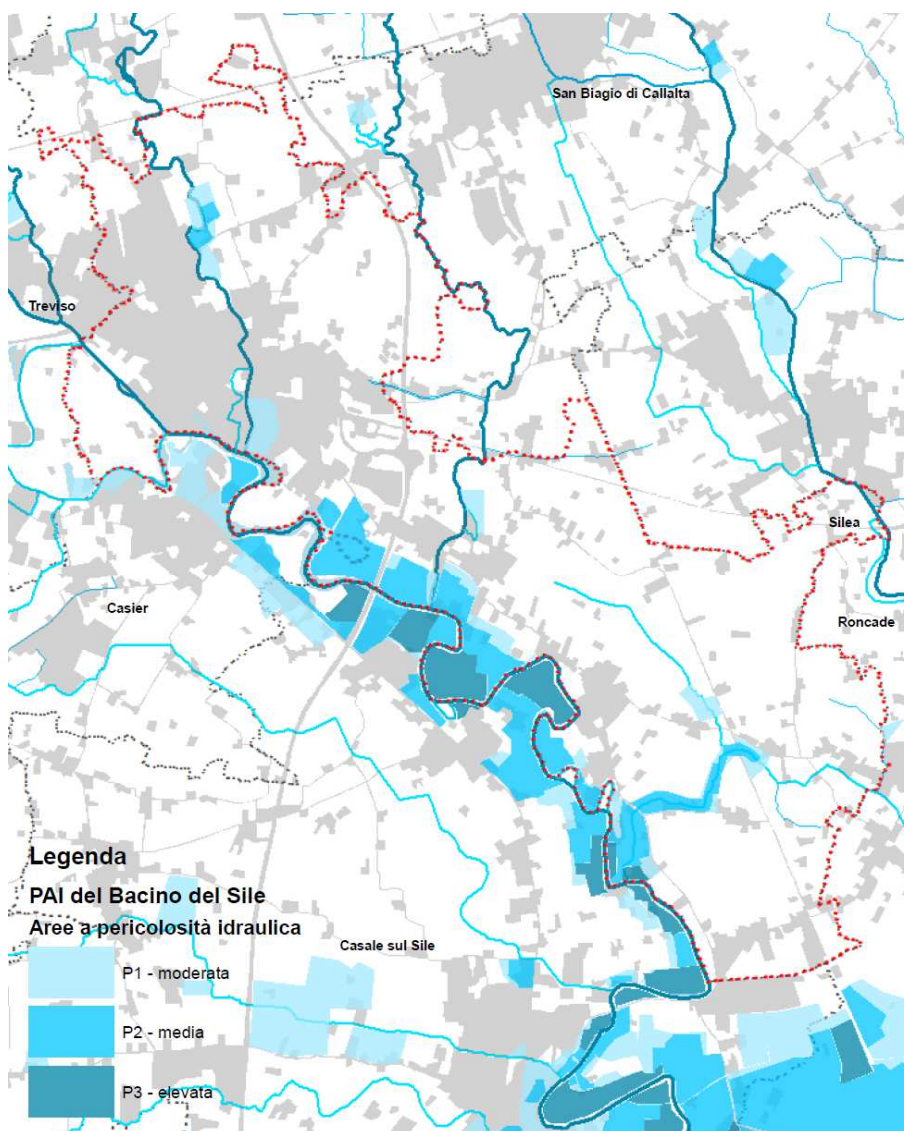 San Biagio di Callalta
Treviso
Silea
Casier
Roncade
Legenda
PAI del Bacino del Sile
Aree a pericolosità idraulica
Casale sul Sile
P1 - moderata
P2 - media
P3 - elevata